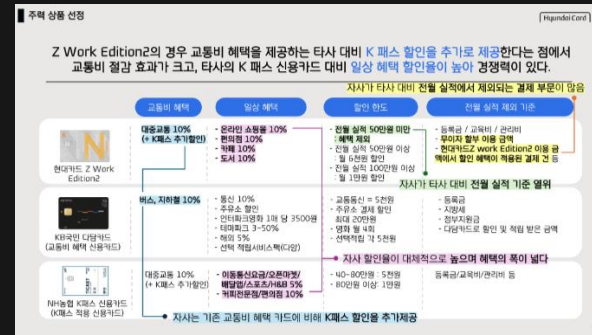 주력 상품 선정
Hyundai Card
Z Work Edition2의 경우 교통비 혜택을 제공하는 타사 대비 K 패스 할인을 추가로 제공한다는 점에서
교통비 절감 효과가 크고, 타사의 K 패스 신용카드 대비 일상 혜택 할인율이 높아 경쟁력이 있다.
자사가 타사 대비 전월 실적에서 제외되는 결제 부문이 많음
교통비 혜택
일상 혜택
할인 한도
전월 실적 제외 기준
현대카드 Z Work
Edition2
대중교통 10%
(+ K패스 추가할인)
- 온라인 쇼핑몰 10%
- 편의점 10%
- 카페 10%
- 도서 10%
- 전월 실적 50만원 미만
: 혜택 제외
- 전월 실적 50만원 이상
: 월 6천원 할인
- 전월 실적 100만원 이상
: 월 1만원 할인
- 등록금 / 교육비 / 관리비
- 무이자 할부 이용 금액
- 현대카드Z work Edition2 이용 금
액에서 할인 혜택이 적용된 결제 건 등
자사가 타사 대비 전월 실적 기준 열위
KB국민 다담카드
(교통비 혜택 신용카드)
버스, 지하철 10%
- 통신 10%
- 주유소 할인
- 인터파크영화 1매 당 3500원
- 테마파크 3~50%
- 해외 5%
- 선택 적립서비스팩(다양)
- 교통통신 = 5천원
- 주유소 결제 할인
최대 20만원
- 영화 월 4회
- 선택적립 각 5천원
- 등록금
- 지방세
- 정부지원금
- 다담카드로 할인 및 적립 받은 금액
자사 할인율이 대체적으로 높으며 혜택의 폭이 넓다
NH농협 K패스 신용카드
(K패스 적용 신용카드)
대중교통 10%
(+ K패스 추가할인)
- 이동통신요금/오픈마켓/
배달앱/스포츠/H&B 5%
- 커피전문점/편의점 10%
- 40~80만원 : 5천원
- 80만원 이상: 1만원
등록금/교육비/관리비 등
자사는 기존 교통비 혜택 카드에 비해 K패스 할인을 추가제공